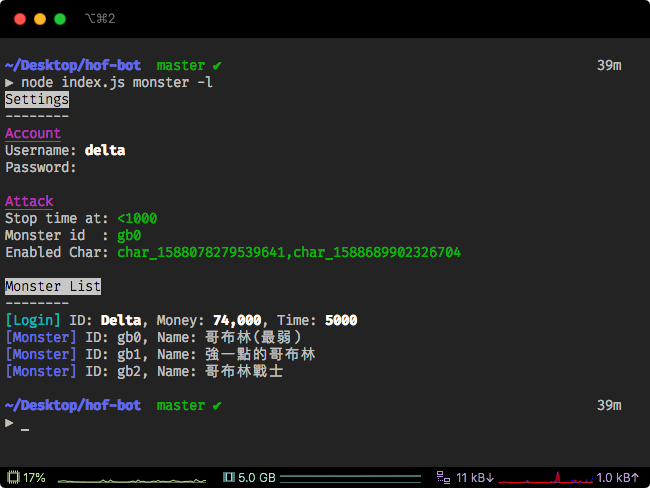 ⌥⌘2
~/Desktop/hof-bot master ✔ 39m
▶ node index.js monster -l
Settings
--------
Account
Username: delta
Password:
Attack
Stop time at: <1000
Monster id  : gb0
Enabled Char: char_1588078279539641,char_1588689902326704
Monster List
--------
[Login] ID: Delta, Money: 74,000, Time: 5000
[Monster] ID: gb0, Name: 哥布林(最弱)
[Monster] ID: gb1, Name: 強一點的哥布林
[Monster] ID: gb2, Name: 哥布林戰士
~/Desktop/hof-bot master ✔ 39m
▶ _
17% 5.0 GB 11 kB↓ 1.0 kB↑